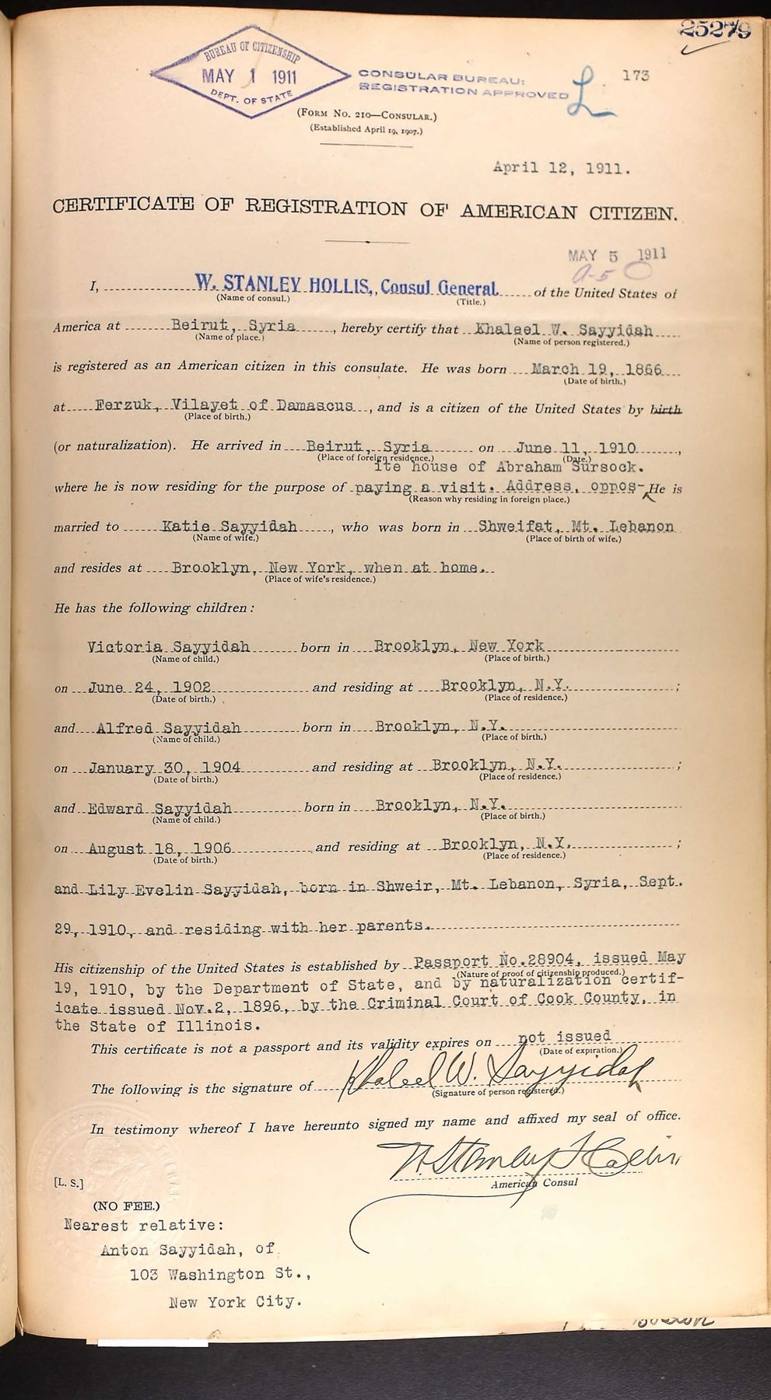 25279
BUREAU OF CITIZENSHIP
MAY 1 1911
DEPT. OF STATE
CONSULAR BUREAU:
REGISTRATION APPROVED
173
(FORM NO. 210—CONSULAR.)
(Established April 19, 1907.)
April 12, 1911.
CERTIFICATE OF REGISTRATION OF AMERICAN CITIZEN.
MAY 5 1911
I, W. STANLEY HOLLIS, Consul General of the United States of
(Name of consul.) (Title.)
America at Beirut, Syria, hereby certify that Khaleel W. Sayyidah
(Name of place.) (Name of person registered.)
is registered as an American citizen in this consulate. He was born March 19, 1866
(Date of birth.)
at Ferzuk, Vilayet of Damascus, and is a citizen of the United States by birth
(Place of birth.)
(or naturalization). He arrived in Beirut, Syria on June 11, 1910,
(Place of foreign residence.) (Date.)
ite house of Abraham Sursock.
where he is now residing for the purpose of paying a visit. Address, oppos- He is
(Reason why residing in foreign place.)
married to Katie Sayyidah, who was born in Shweifat, Mt. Lebanon
(Name of wife.) (Place of birth of wife.)
and resides at Brooklyn, New York, when at home.
(Place of wife's residence.)
He has the following children:
Victoria Sayyidah born in Brooklyn, New York
(Name of child.) (Place of birth.)
on June 24, 1902 and residing at Brooklyn, N.Y. ;
(Date of birth.) (Place of residence.)
and Alfred Sayyidah born in Brooklyn, N.Y.
(Name of child.) (Place of birth.)
on January 30, 1904 and residing at Brooklyn, N.Y. ;
(Date of birth.) (Place of residence.)
and Edward Sayyidah born in Brooklyn, N.Y.
(Name of child.) (Place of birth.)
on August 18, 1906 and residing at Brooklyn, N.Y. ;
(Date of birth.) (Place of residence.)
and Lily Evelin Sayyidah, born in Shweir, Mt. Lebanon, Syria, Sept.
29, 1910, and residing with her parents.
His citizenship of the United States is established by Passport No.28904, issued May
(Nature of proof of citizenship produced.)
19, 1910, by the Department of State, and by naturalization certif-
icate issued Nov.2, 1896, by the Criminal Court of Cook County, in
the State of Illinois.
This certificate is not a passport and its validity expires on not issued
(Date of expiration.)
The following is the signature of Khaleel W. Sayyidah
(Signature of person registered.)
In testimony whereof I have hereunto signed my name and affixed my seal of office.
W. Stanley Hollis
[L. S.] American Consul
(NO FEE.)
Nearest relative:
Anton Sayyidah, of
103 Washington St.,
New York City.